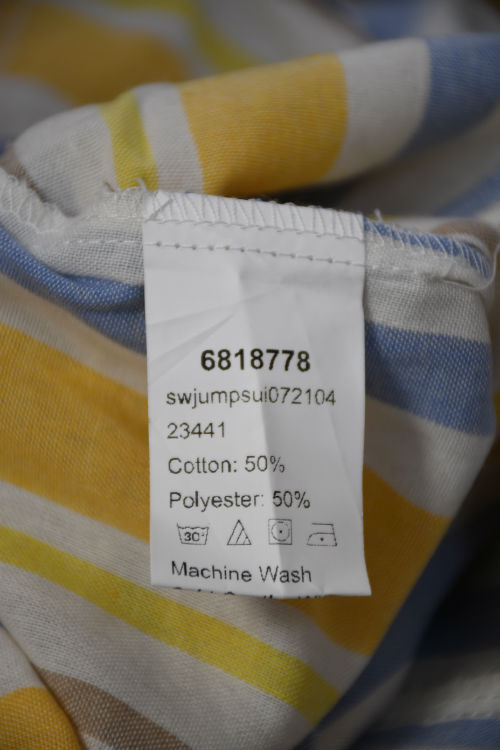 6818778
swjumpsui072104
23441
Cotton: 50%
Polyester: 50%
30°
Machine Wash